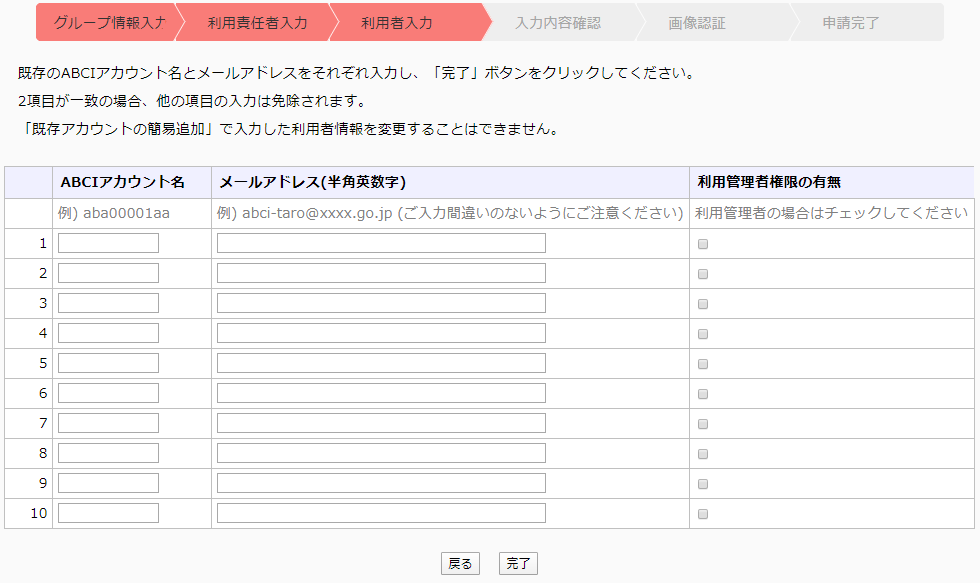 グループ情報入ナ 利用責任者入力 利用者入力 入力内容確認 画像認証 申請完了
既存のABCIアカウント名とメールアドレスをそれぞれ入力し、「完了」ボタンをクリックしてください。
2項目が一致の場合、他の項目の入力は免除されます。
「既存アカウントの簡易追加」で入力した利用者情報を変更することはできません。
ABCIアカウント名 メールアドレス(半角英数字) 利用管理者権限の有無
例) aba00001aa 例) abci-taro@xxxx.go.jp (ご入力間違いのないようにご注意ください) 利用管理者の場合はチェックしてください
1
2
3
4
5
6
7
8
9
10
戻る 完了